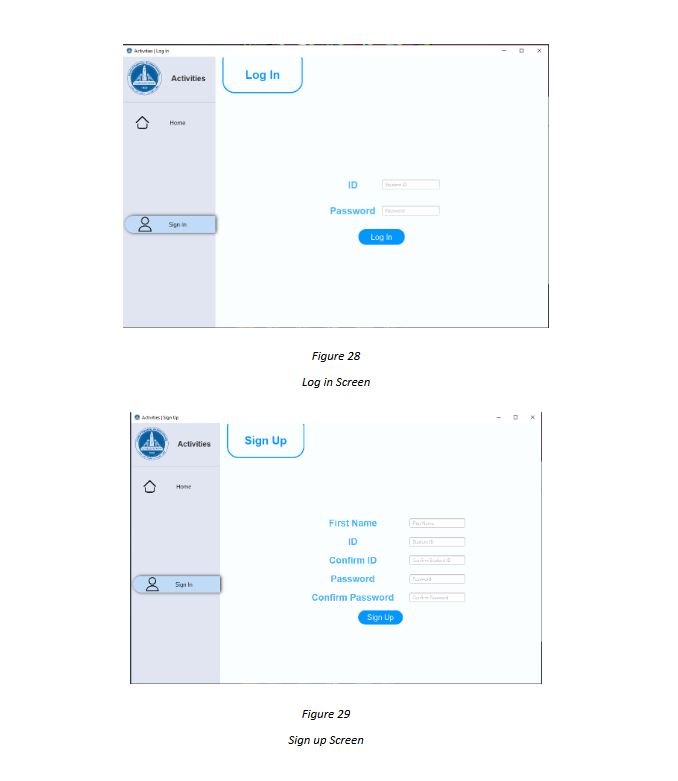 Activities | Log In
Activities
Log In
Home
ID
Student ID
Password
Password
Sign In
Log In
Figure 28
Log in Screen
Activities | Sign Up
Activities
Sign Up
Home
First Name
First Name
ID
Student ID
Confirm ID
Confirm Student ID
Sign In
Password
Password
Confirm Password
Confirm Password
Sign Up
Figure 29
Sign up Screen